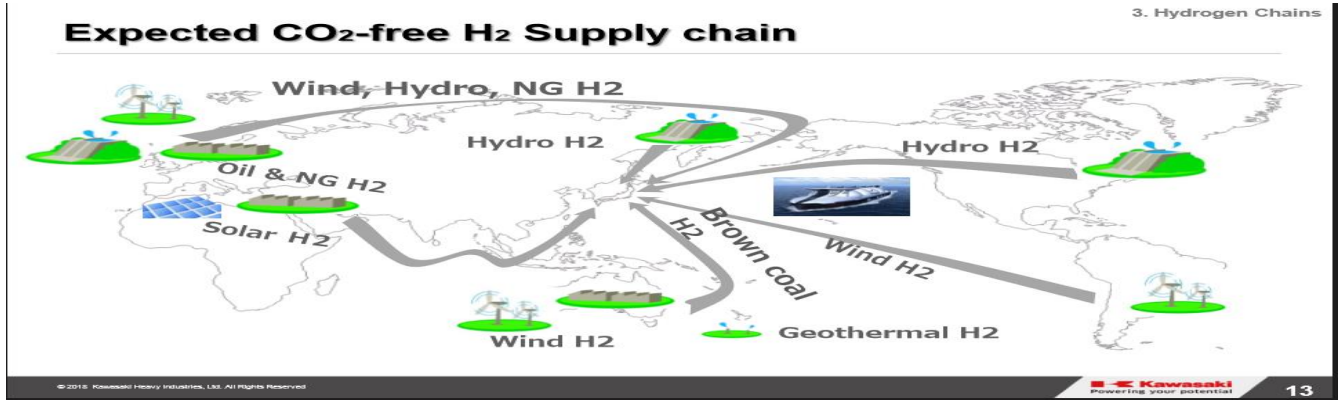 3. Hydrogen Chains
Expected CO₂-free H₂ Supply chain
Wind, Hydro, NG H2
Hydro H2
Hydro H2
Oil & NG H2
Solar H2
Brown coal
H2
Wind H2
Wind H2
Geothermal H2
© 2018 Kawasaki Heavy Industries, Ltd. All Rights Reserved
Kawasaki
Powering your potential
13